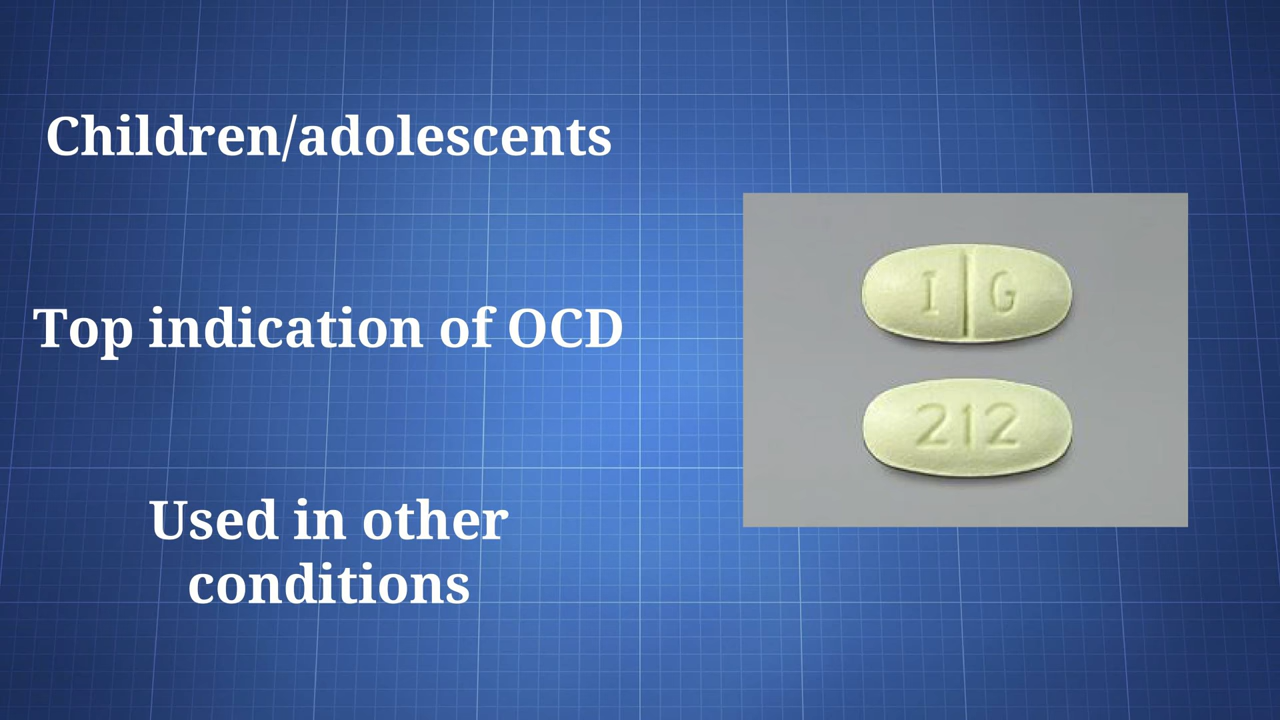 Children/adolescents
Top indication of OCD
Used in other
conditions
I G
212